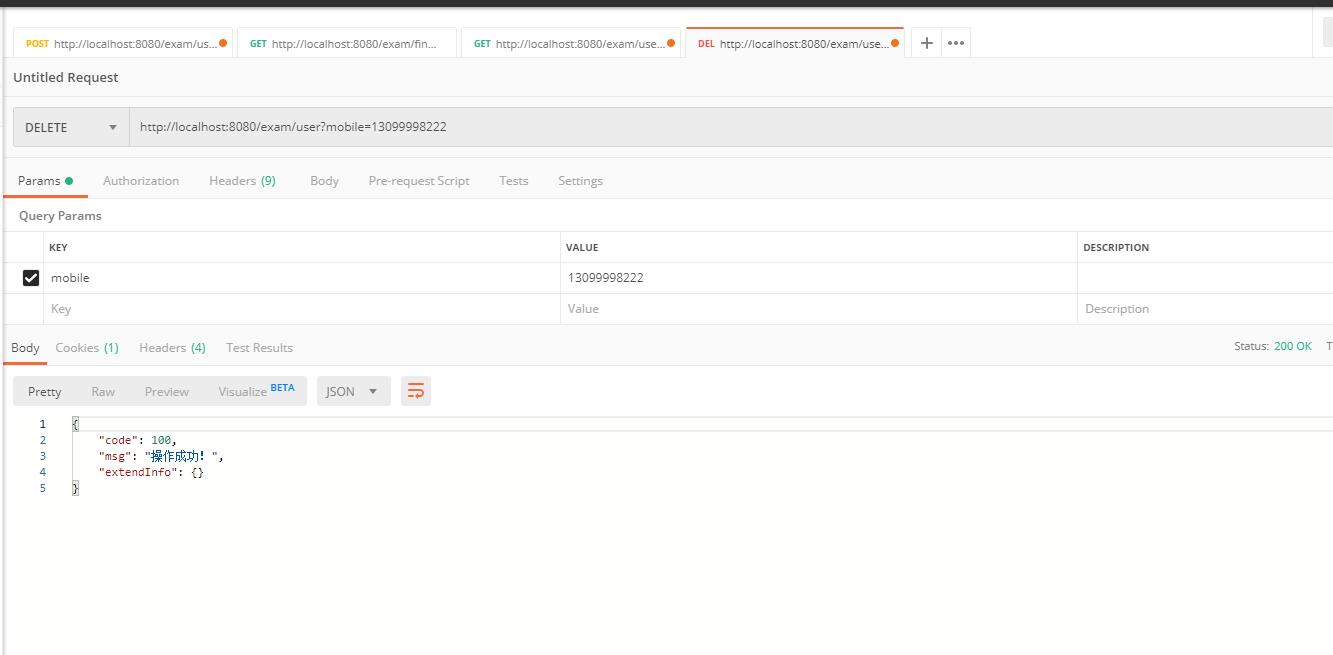 POST http://localhost:8080/exam/us... GET http://localhost:8080/exam/fin... GET http://localhost:8080/exam/use... DEL http://localhost:8080/exam/use...
Untitled Request
DELETE http://localhost:8080/exam/user?mobile=13099998222
Params Authorization Headers (9) Body Pre-request Script Tests Settings
Query Params
KEY VALUE DESCRIPTION
mobile 13099998222
Key Value Description
Body Cookies (1) Headers (4) Test Results Status: 200 OK T
Pretty Raw Preview Visualize BETA JSON
1 {
2 "code": 100,
3 "msg": "操作成功！",
4 "extendInfo": {}
5 }